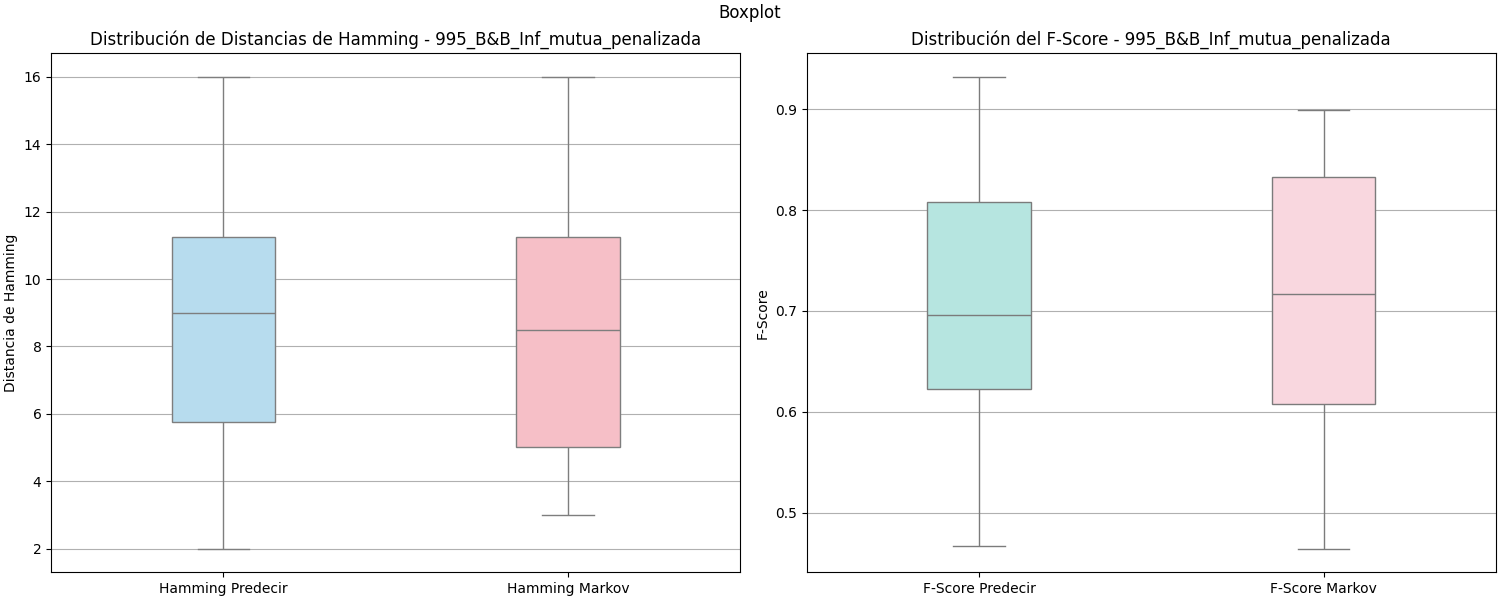 Boxplot
Distribución de Distancias de Hamming - 995_B&B_Inf_mutua_penalizada
Distancia de Hamming
16
14
12
10
8
6
4
2
Hamming Predecir
Hamming Markov
Distribución del F-Score - 995_B&B_Inf_mutua_penalizada
F-Score
0.9
0.8
0.7
0.6
0.5
F-Score Predecir
F-Score Markov